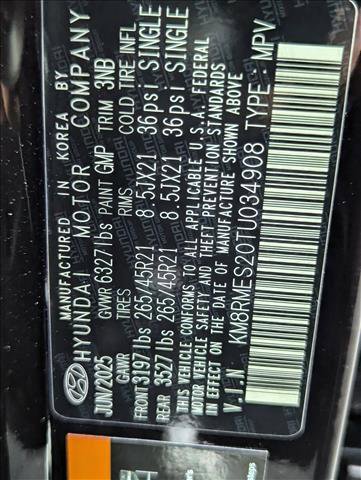 MANUFACTURED IN KOREA BY
HYUNDAI MOTOR COMPANY
JUN/2025 GVWR 6327lbs PAINT GMP TRIM 3NB
GAWR TIRES RIMS COLD TIRE INFL
FRONT 3197lbs 265/45R21 8.5JX21 36psi SINGLE
REAR 3527lbs 265/45R21 8.5JX21 36psi SINGLE
THIS VEHICLE CONFORMS TO ALL APPLICABLE U.S.A. FEDERAL
MOTOR VEHICLE SAFETY AND THEFT PREVENTION STANDARDS
IN EFFECT ON THE DATE OF MANUFACTURE SHOWN ABOVE
V.I.N KM8RMES20TU034908 TYPE : MPV